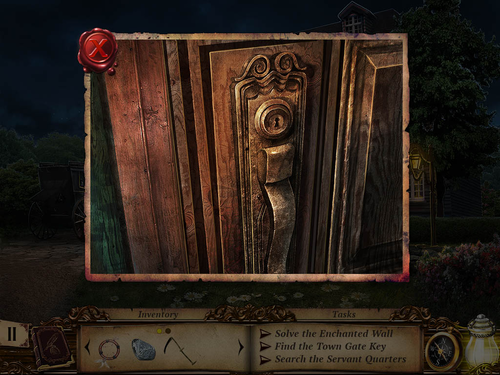 X
Inventory
Tasks
Solve the Enchanted Wall
Find the Town Gate Key
Search the Servant Quarters